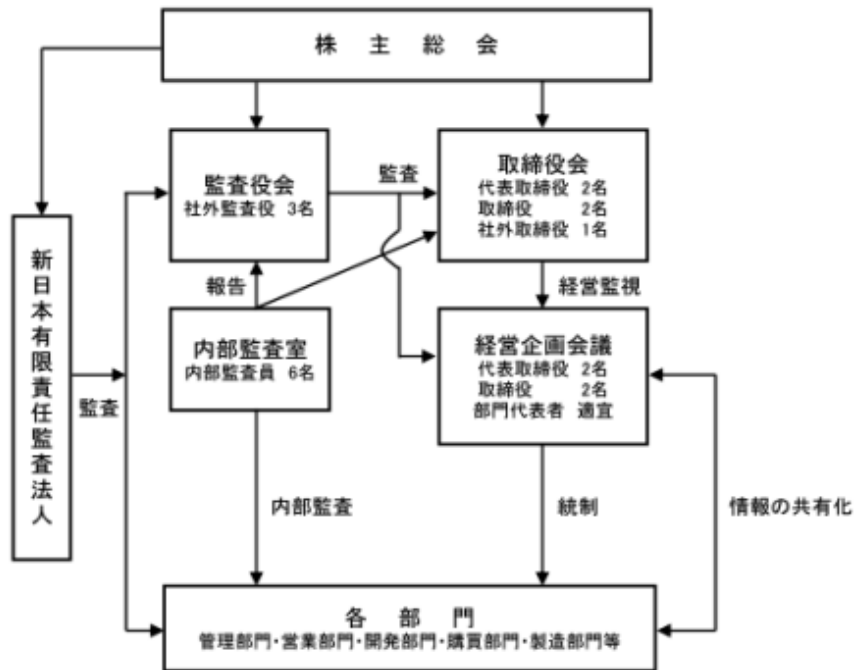 株主総会
監査役会
社外監査役 3名
監査
取締役会
代表取締役 2名
取締役 2名
社外取締役 1名
新日本有限責任監査法人
報告
経営監視
内部監査室
内部監査員 6名
経営企画会議
代表取締役 2名
取締役 2名
部門代表者 適宜
監査
内部監査
統制
情報の共有化
各部門
管理部門・営業部門・開発部門・購買部門・製造部門等